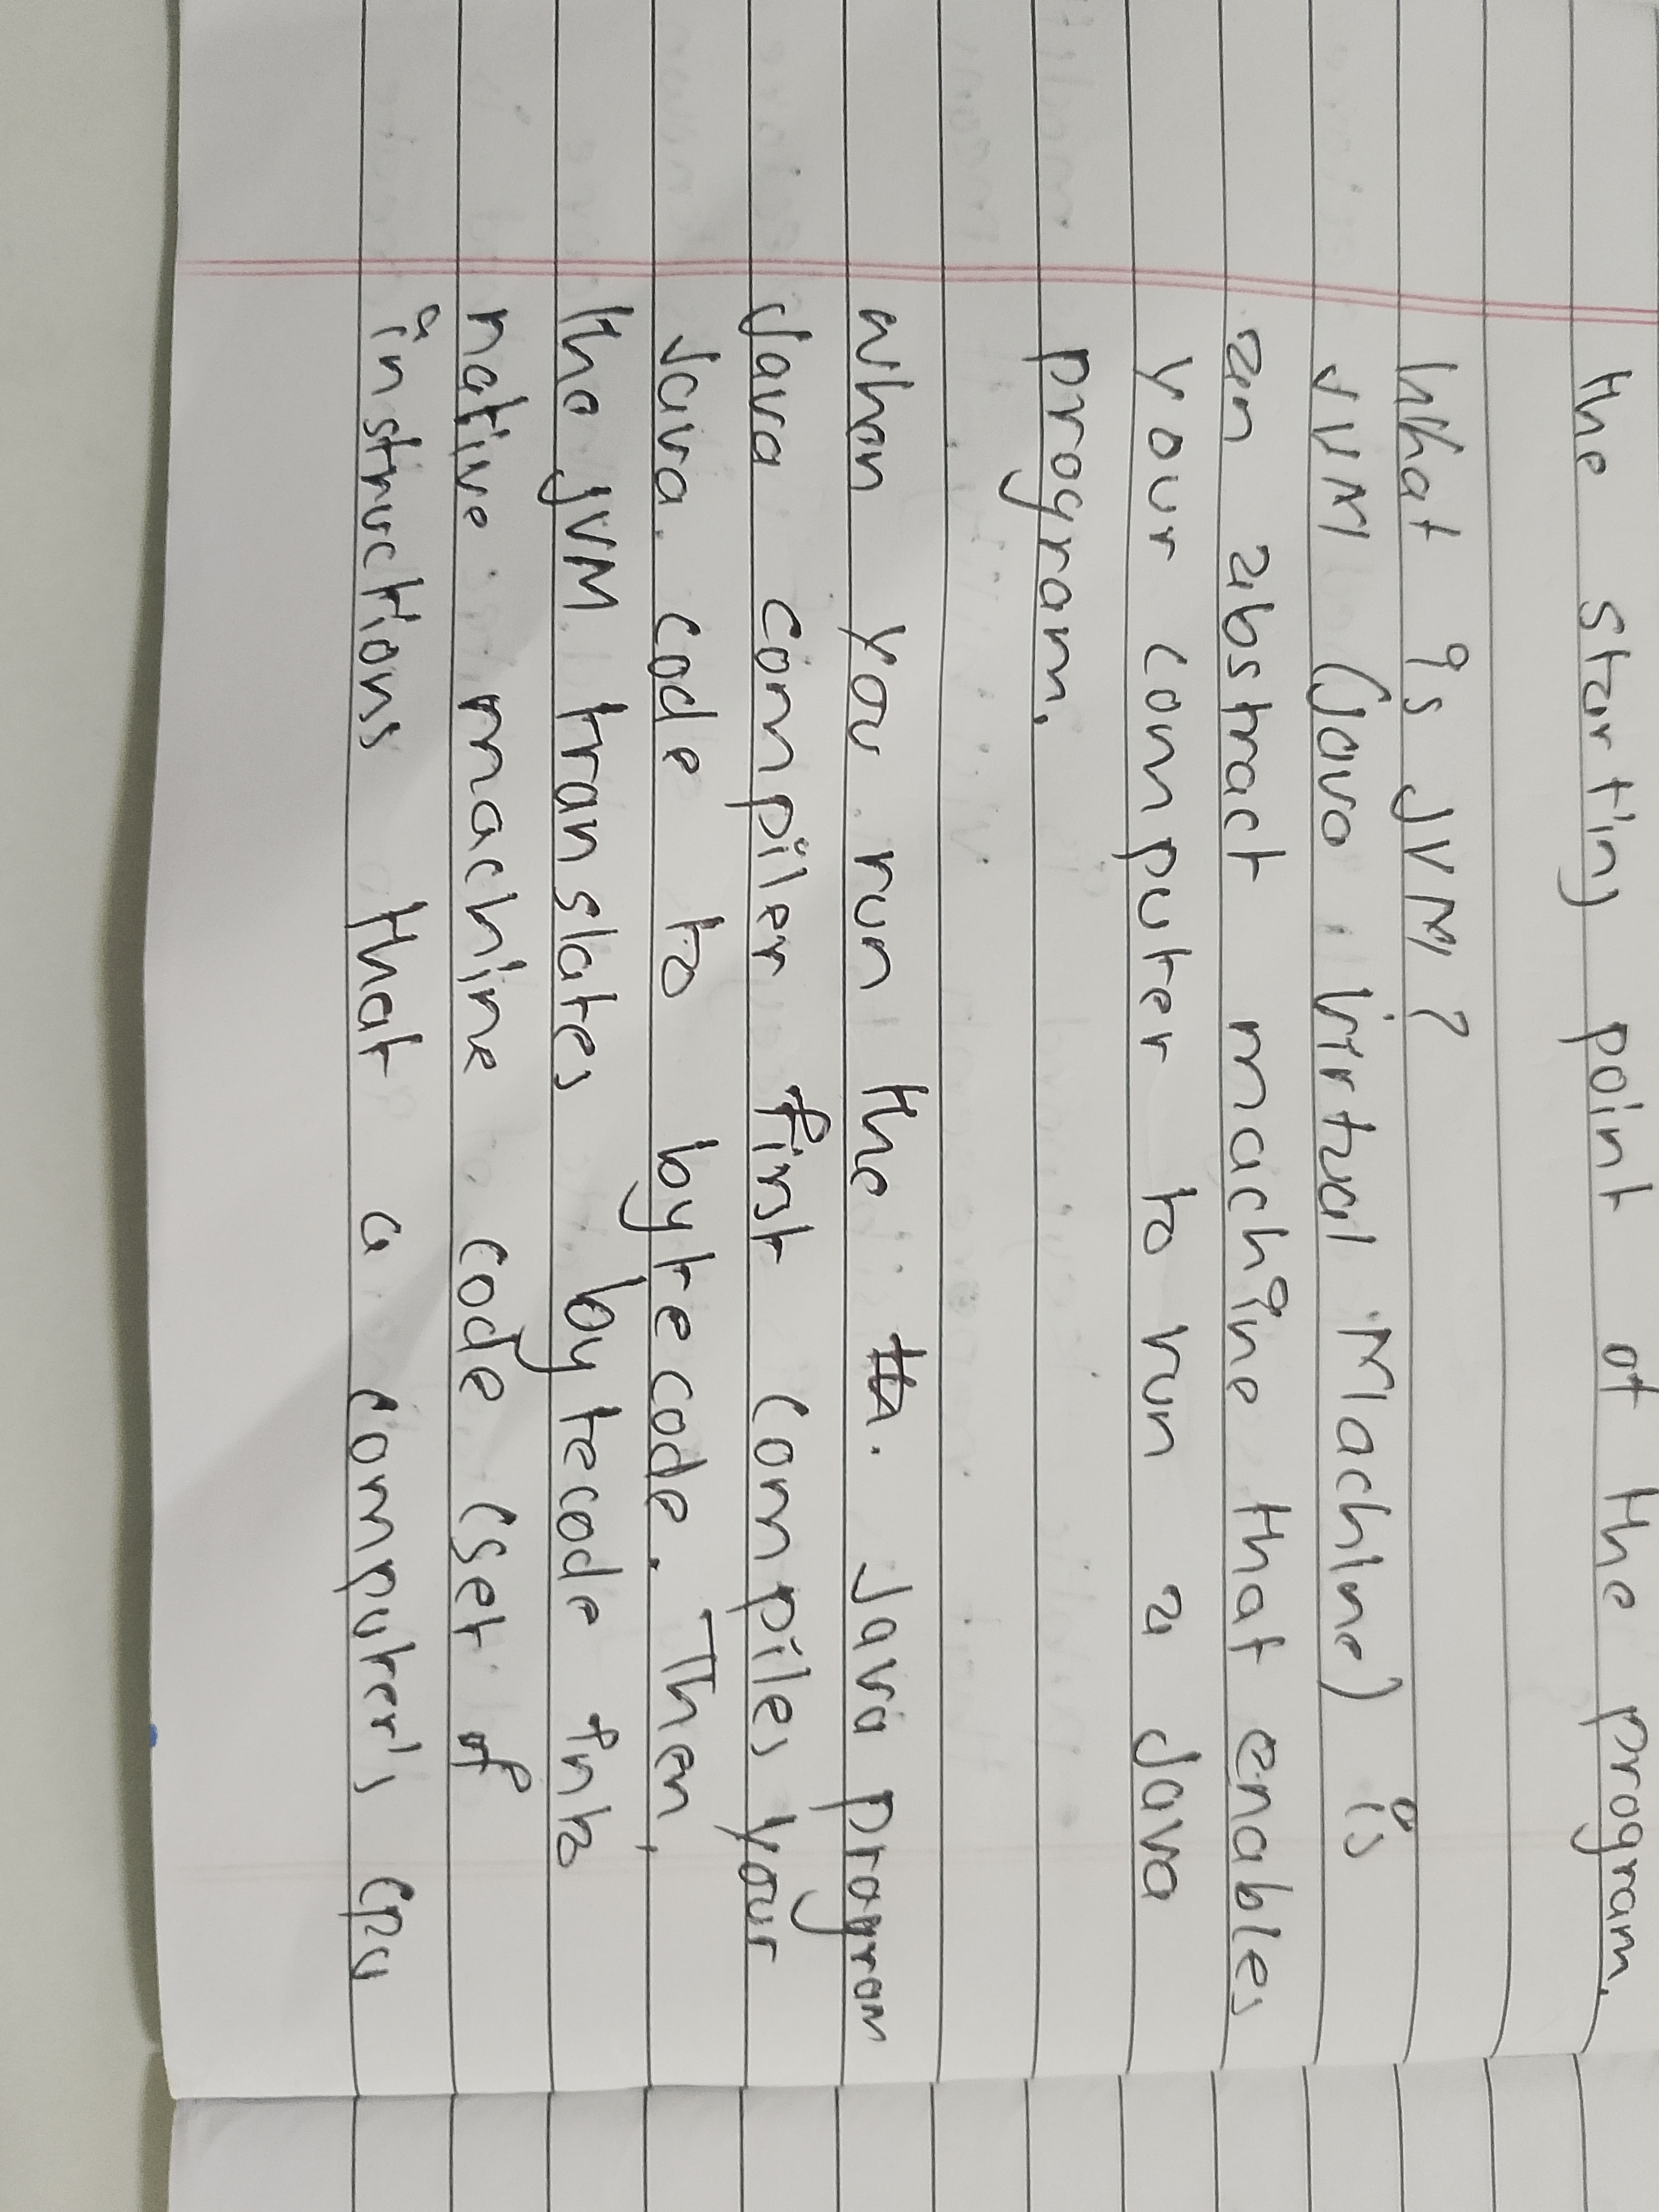 the starting point of the program.
What is JVM ?
JVM (Java Virtual Machine) is
an abstract machine that enables
your computer to run a Java
program.
when you run the Java program
Java compiler first compiles your
Java code to bytecode. Then,
the JVM translates bytecode into
native machine code (set of
instructions that a computer's CPU